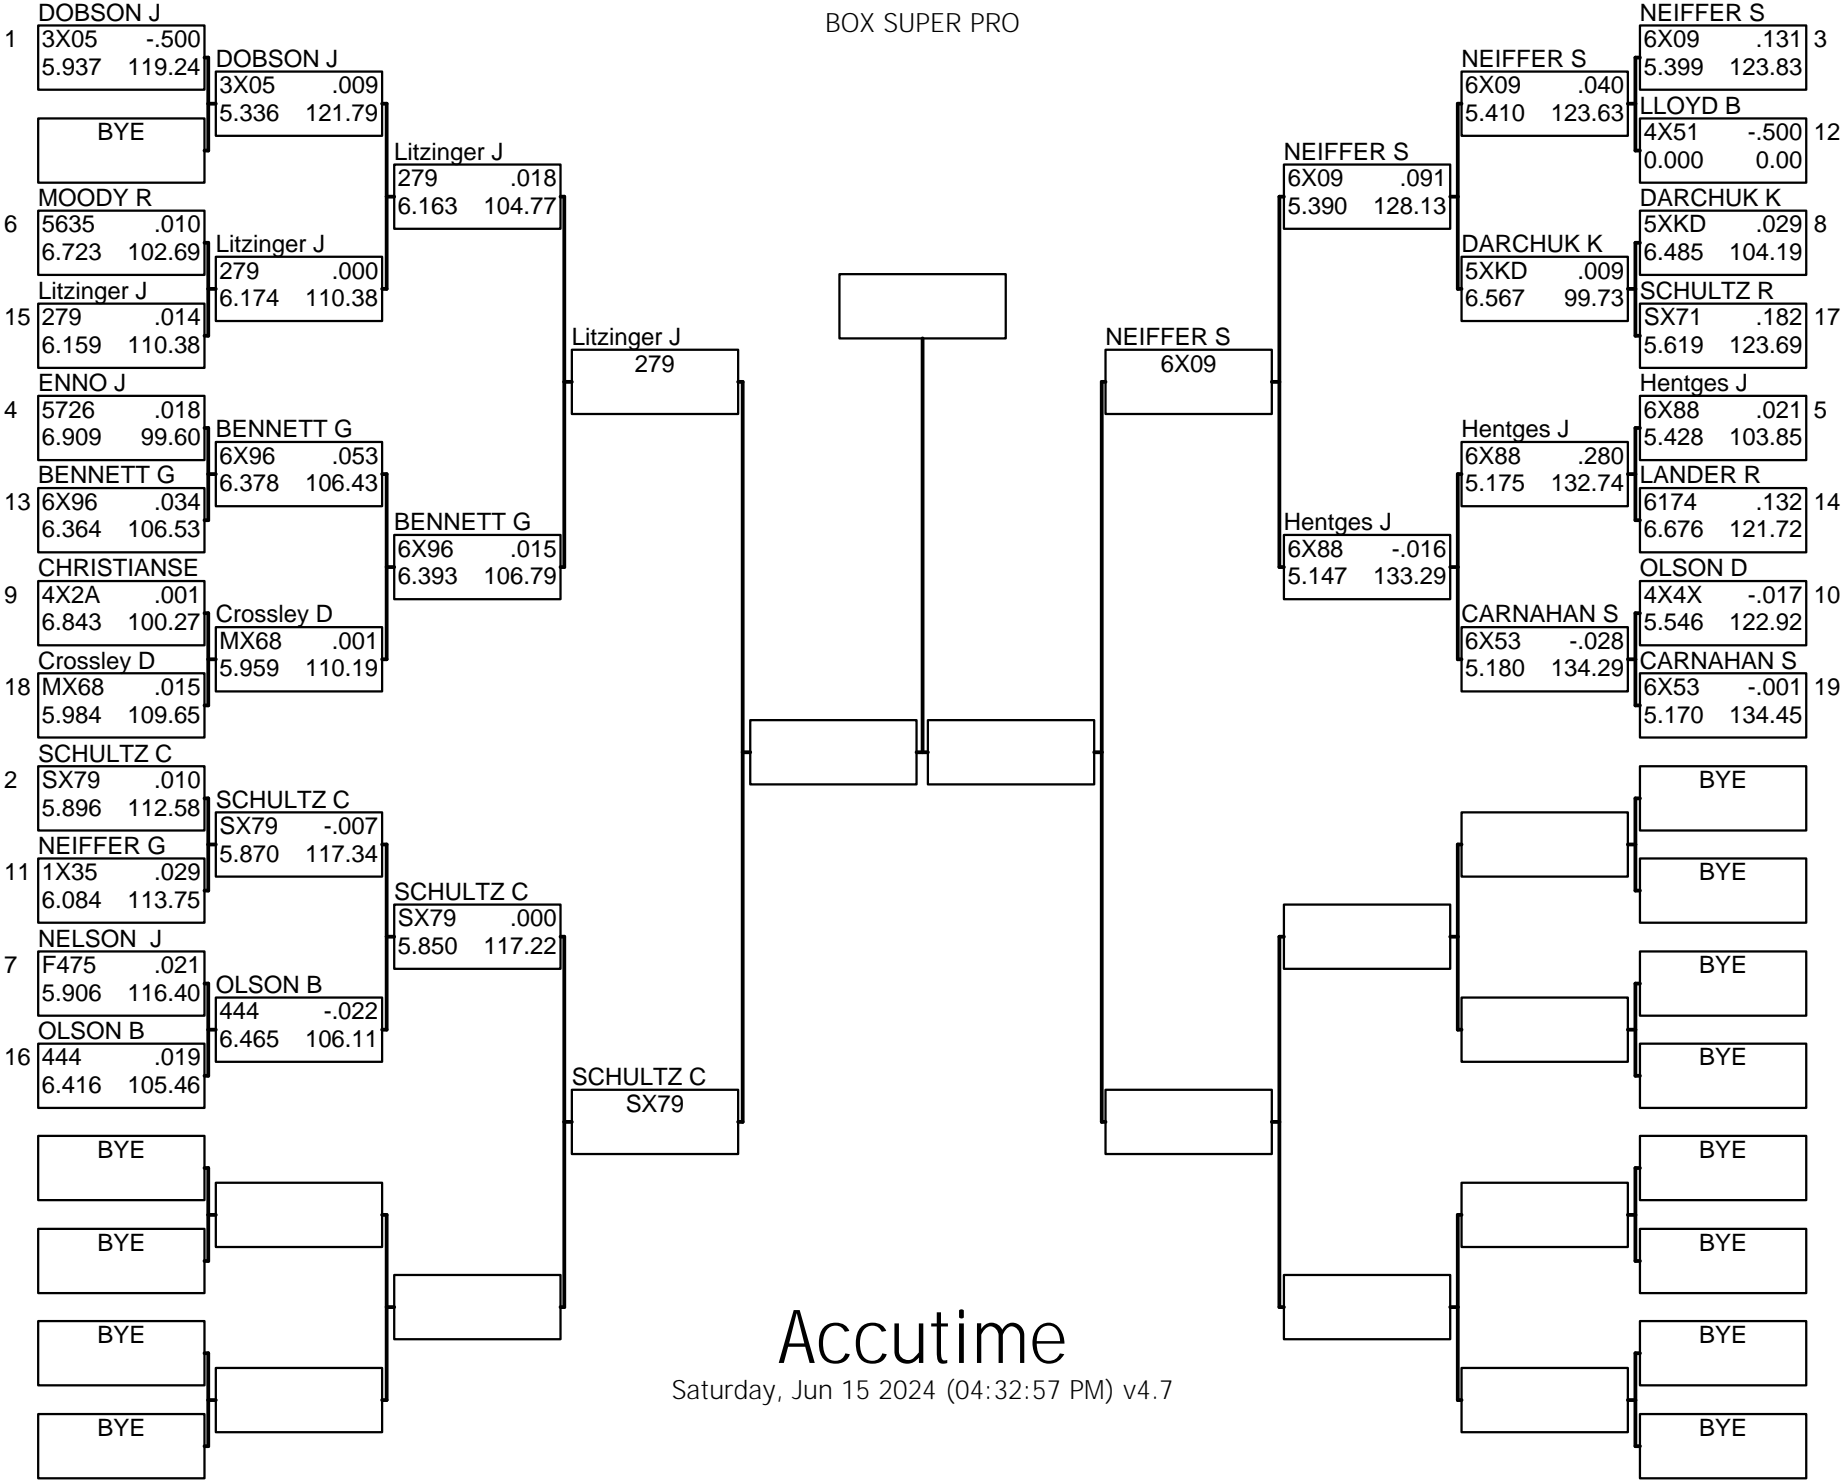 BOX SUPER PRO
DOBSON J
1 3X05 -.500
5.937 119.24
BYE
MOODY R
6 5635 .010
6.723 102.69
Litzinger J
15 279 .014
6.159 110.38
ENNO J
4 5726 .018
6.909 99.60
BENNETT G
13 6X96 .034
6.364 106.53
CHRISTIANSE
9 4X2A .001
6.843 100.27
Crossley D
18 MX68 .015
5.984 109.65
SCHULTZ C
2 SX79 .010
5.896 112.58
NEIFFER G
11 1X35 .029
6.084 113.75
NELSON J
7 F475 .021
5.906 116.40
OLSON B
16 444 .019
6.416 105.46
BYE
BYE
BYE
BYE
DOBSON J
3X05 .009
5.336 121.79
Litzinger J
279 .000
6.174 110.38
BENNETT G
6X96 .053
6.378 106.43
Crossley D
MX68 .001
5.959 110.19
SCHULTZ C
SX79 -.007
5.870 117.34
OLSON B
444 -.022
6.465 106.11
Litzinger J
279 .018
6.163 104.77
BENNETT G
6X96 .015
6.393 106.79
SCHULTZ C
SX79 .000
5.850 117.22
Litzinger J
279
SCHULTZ C
SX79
NEIFFER S
6X09
NEIFFER S
6X09 .091
5.390 128.13
Hentges J
6X88 -.016
5.147 133.29
NEIFFER S
6X09 .040
5.410 123.63
DARCHUK K
5XKD .009
6.567 99.73
Hentges J
6X88 .280
5.175 132.74
CARNAHAN S
6X53 -.028
5.180 134.29
NEIFFER S
6X09 .131 3
5.399 123.83
LLOYD B
4X51 -.500 12
0.000 0.00
DARCHUK K
5XKD .029 8
6.485 104.19
SCHULTZ R
SX71 .182 17
5.619 123.69
Hentges J
6X88 .021 5
5.428 103.85
LANDER R
6174 .132 14
6.676 121.72
OLSON D
4X4X -.017 10
5.546 122.92
CARNAHAN S
6X53 -.001 19
5.170 134.45
BYE
BYE
BYE
BYE
BYE
BYE
BYE
BYE
Accutime
Saturday, Jun 15 2024 (04:32:57 PM) v4.7